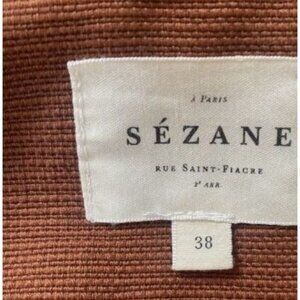 À PARIS
SÉZANE
RUE SAINT-FIACRE
2E ARR.
38